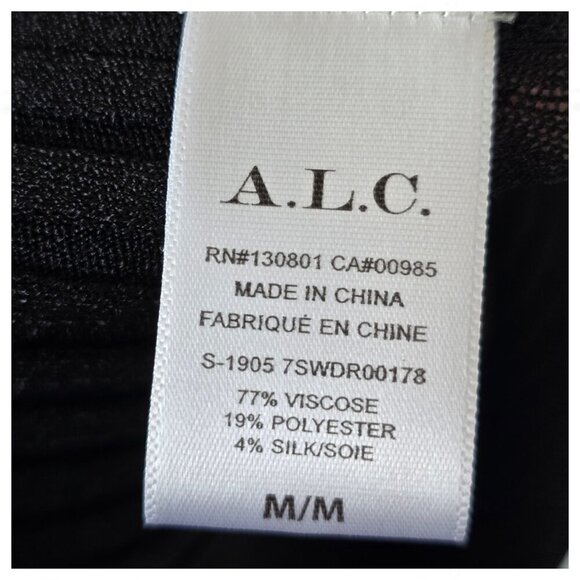 A.L.C.
RN#130801 CA#00985
MADE IN CHINA
FABRIQUÉ EN CHINE
S-1905 7SWDR00178
77% VISCOSE
19% POLYESTER
4% SILK/SOIE
M/M